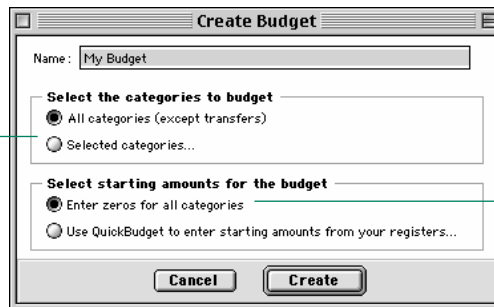 Create Budget
Name: My Budget
Select the categories to budget
All categories (except transfers)
Selected categories...
Select starting amounts for the budget
Enter zeros for all categories
Use QuickBudget to enter starting amounts from your registers...
Cancel Create